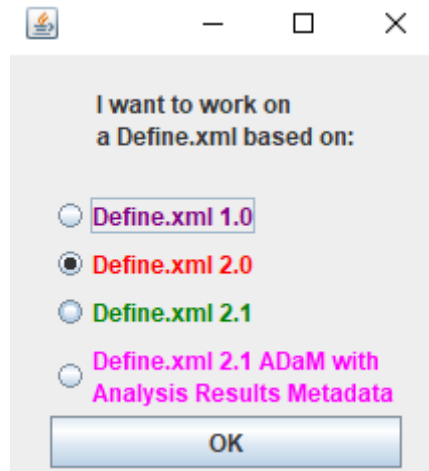 I want to work on
a Define.xml based on:
Define.xml 1.0
Define.xml 2.0
Define.xml 2.1
Define.xml 2.1 ADaM with
Analysis Results Metadata
OK